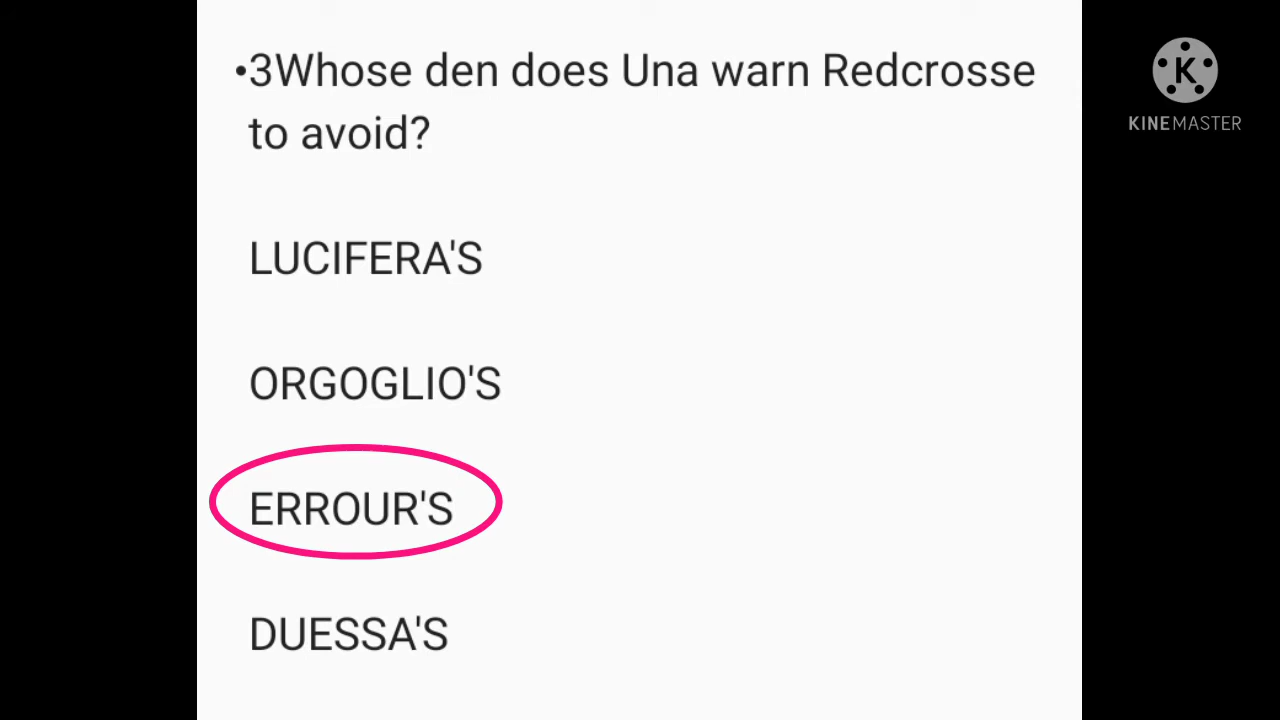 •3Whose den does Una warn Redcrosse
to avoid?
LUCIFERA'S
ORGOGLIO'S
ERROUR'S
DUESSA'S
K
KINEMASTER